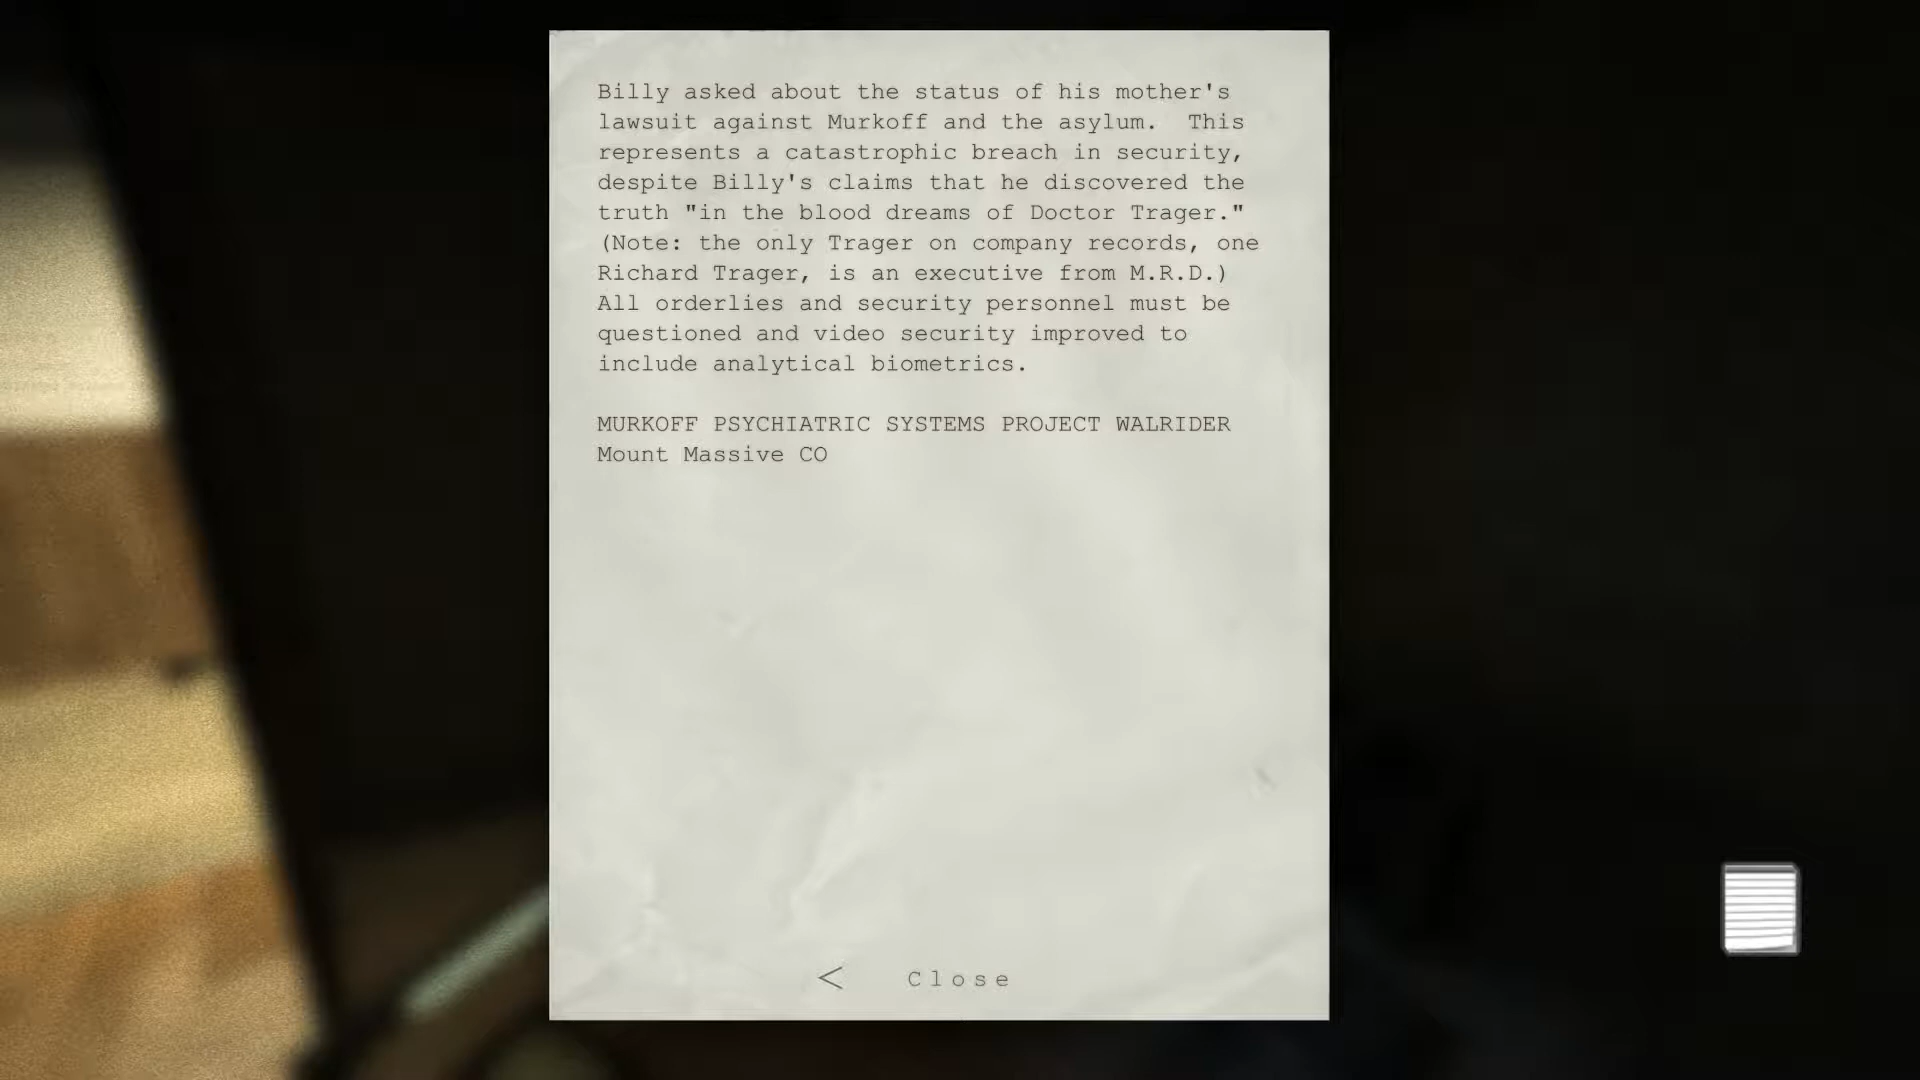 Billy asked about the status of his mother's
lawsuit against Murkoff and the asylum.  This
represents a catastrophic breach in security,
despite Billy's claims that he discovered the
truth "in the blood dreams of Doctor Trager."
(Note: the only Trager on company records, one
Richard Trager, is an executive from M.R.D.)
All orderlies and security personnel must be
questioned and video security improved to
include analytical biometrics.

MURKOFF PSYCHIATRIC SYSTEMS PROJECT WALRIDER
Mount Massive CO
< Close